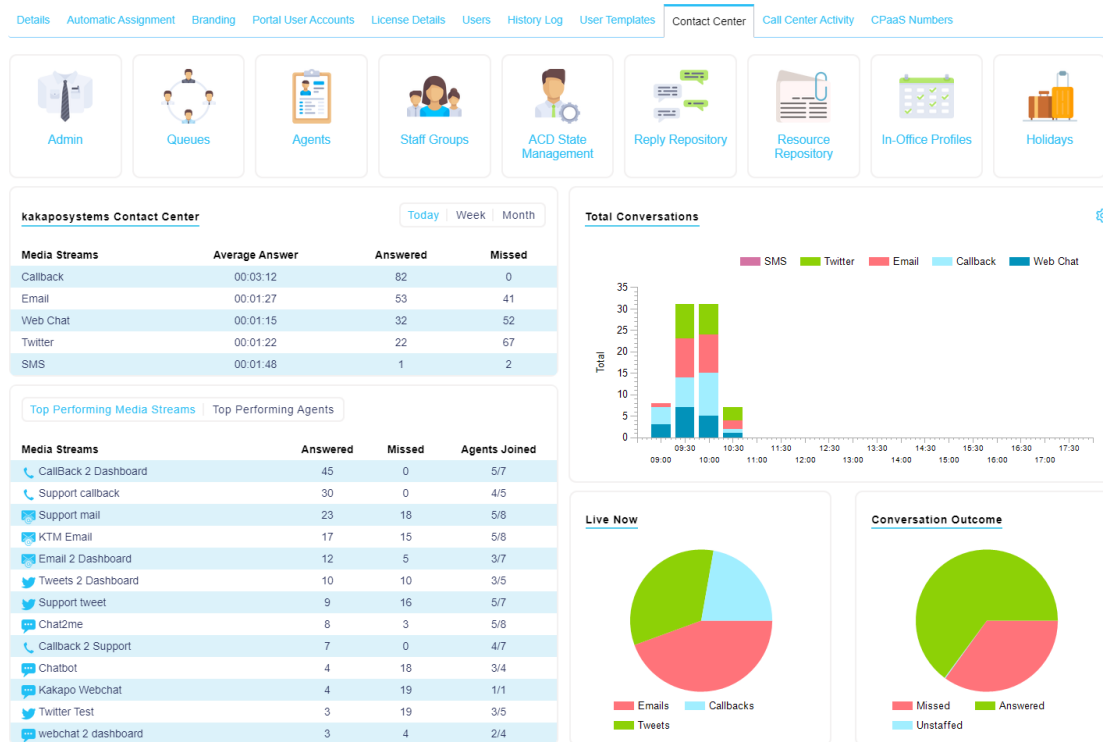 Details Automatic Assignment Branding Portal User Accounts License Details Users History Log User Templates Contact Center Call Center Activity CPaaS Numbers
Admin
Queues
Agents
Staff Groups
ACD State
Management
Reply Repository
Resource
Repository
In-Office Profiles
Holidays
kakaposystems Contact Center
Today Week Month
Media Streams Average Answer Answered Missed
Callback 00:03:12 82 0
Email 00:01:27 53 41
Web Chat 00:01:15 32 52
Twitter 00:01:22 22 67
SMS 00:01:48 1 2
Top Performing Media Streams Top Performing Agents
Media Streams Answered Missed Agents Joined
CallBack 2 Dashboard 45 0 5/7
Support callback 30 0 4/5
Support mail 23 18 5/8
KTM Email 17 15 5/8
Email 2 Dashboard 12 5 3/7
Tweets 2 Dashboard 10 10 3/5
Support tweet 9 16 5/7
Chat2me 8 3 5/8
Callback 2 Support 7 0 4/7
Chatbot 4 18 3/4
Kakapo Webchat 4 19 1/1
Twitter Test 3 19 3/5
webchat 2 dashboard 3 4 2/4
Total Conversations
SMS Twitter Email Callback Web Chat
35
30
25
20
15
10
5
0
Total
09:30 10:30 11:30 12:30 13:30 14:30 15:30 16:30 17:30
09:00 10:00 11:00 12:00 13:00 14:00 15:00 16:00 17:00
Live Now
Emails Callbacks
Tweets
Conversation Outcome
Missed Answered
Unstaffed